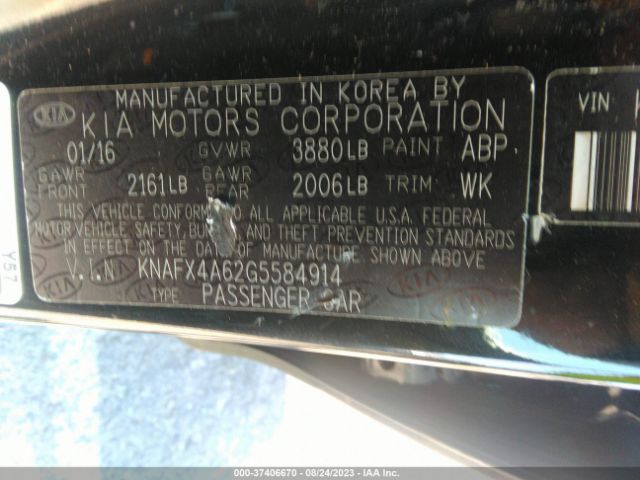 MANUFACTURED IN KOREA BY
KIA KIA MOTORS CORPORATION
01/16 GVWR 3880LB PAINT ABP
GAWR FRONT 2161LB GAWR REAR 2006LB TRIM: WK
THIS VEHICLE CONFORMS TO ALL APPLICABLE U.S.A. FEDERAL
MOTOR VEHICLE SAFETY, BUMPER, AND THEFT PREVENTION STANDARDS
IN EFFECT ON THE DATE OF MANUFACTURE SHOWN ABOVE
V.I.N KNAFX4A62G5584914
TYPE PASSENGER CAR
VIN
Y57
000-37406670 - 08/24/2023 - IAA Inc.